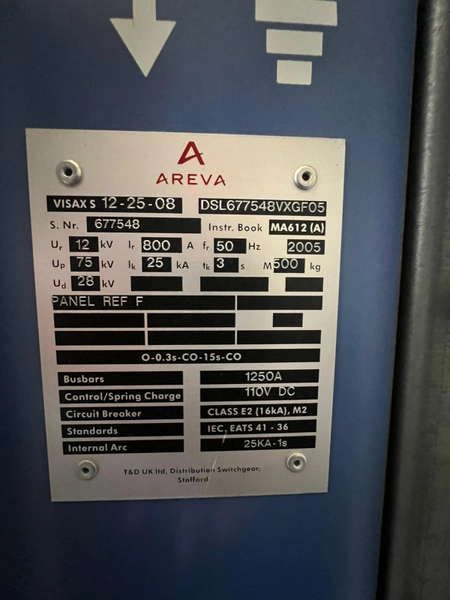 AREVA
VISAX S 12-25-08 DSL677548VXGF05
S. Nr. 677548 Instr. Book MA612 (A)
Ur 12 kV Ir 800 A fr 50 Hz 2005
Up 75 kV Ik 25 kA tk 3 s M 500 kg
Ud 28 kV
PANEL REF F
O-0.3s-CO-15s-CO
Busbars 1250A
Control/Spring Charge 110V DC
Circuit Breaker CLASS E2 (16kA), M2
Standards IEC, EATS 41 - 36
Internal Arc 25KA-1s
T&D UK ltd, Distribution Switchgear,
Stafford